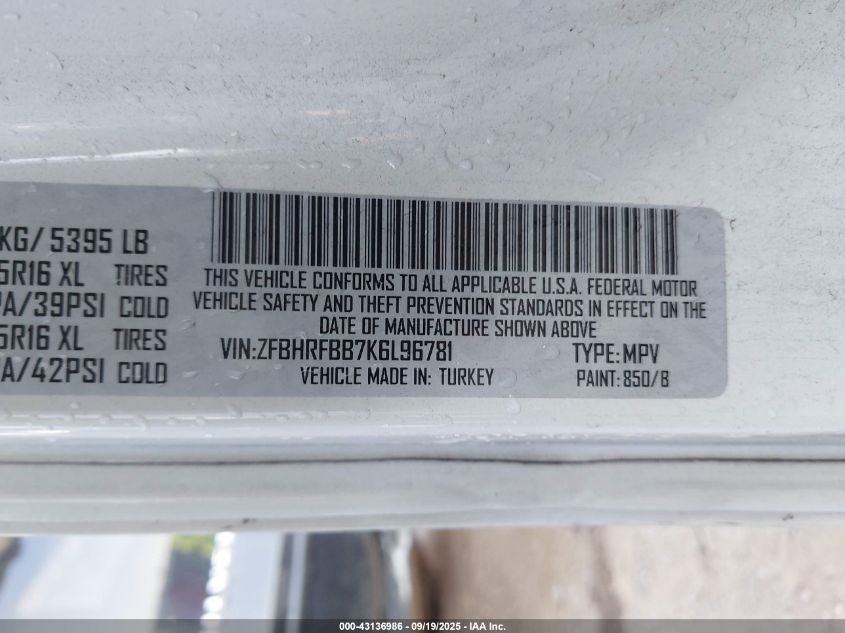 KG/ 5395 LB
5R16 XL TIRES
PA/39PSI COLD
5R16 XL TIRES
A/42PSI COLD
THIS VEHICLE CONFORMS TO ALL APPLICABLE U.S.A. FEDERAL MOTOR
VEHICLE SAFETY AND THEFT PREVENTION STANDARDS IN EFFECT ON THE
DATE OF MANUFACTURE SHOWN ABOVE
VIN:ZFBHRFBB7K6L96781 TYPE:MPV
VEHICLE MADE IN: TURKEY PAINT:850/B
000-43136986 - 09/19/2025 - IAA Inc.